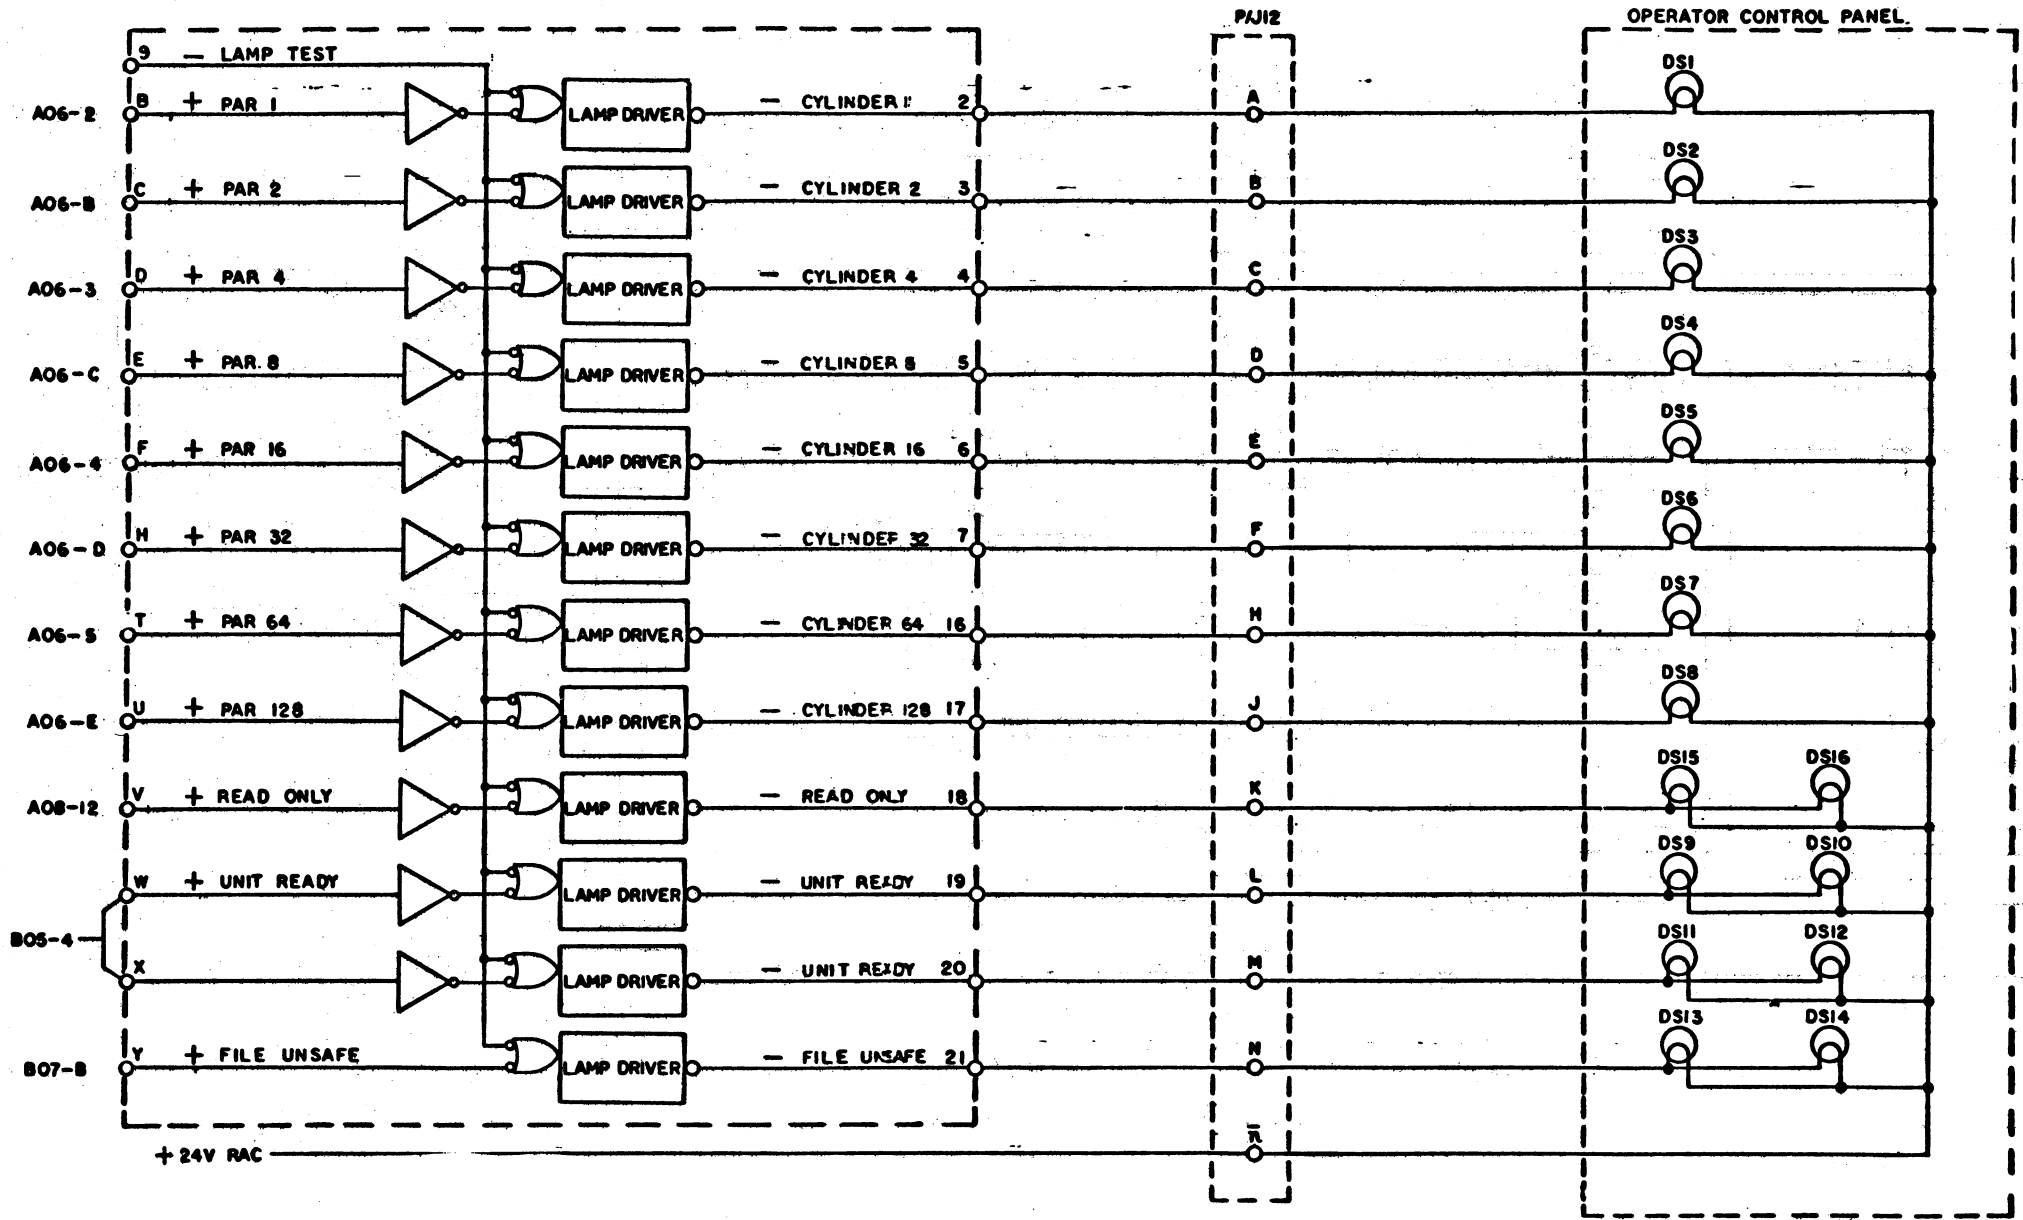 P/J12
OPERATOR CONTROL PANEL.
9 — LAMP TEST
DS1
A06-2 B + PAR 1 LAMP DRIVER — CYLINDER 1 2 A
DS2
A06-B C + PAR 2 LAMP DRIVER — CYLINDER 2 3 B
DS3
A06-3 D + PAR 4 LAMP DRIVER — CYLINDER 4 4 C
DS4
A06-C E + PAR 8 LAMP DRIVER — CYLINDER 8 5 D
DS5
A06-4 F + PAR 16 LAMP DRIVER — CYLINDER 16 6 E
DS6
A06-D H + PAR 32 LAMP DRIVER — CYLINDER 32 7 F
DS7
A06-5 T + PAR 64 LAMP DRIVER — CYLINDER 64 16 H
DS8
A06-E U + PAR 128 LAMP DRIVER — CYLINDER 128 17 J
DS15 DS16
A08-12 V + READ ONLY LAMP DRIVER — READ ONLY 18 K
DS9 DS10
W + UNIT READY LAMP DRIVER — UNIT READY 19 L
B05-4
DS11 DS12
X LAMP DRIVER — UNIT READY 20 M
DS13 DS14
B07-B Y + FILE UNSAFE LAMP DRIVER — FILE UNSAFE 21 N
+ 24V RAC